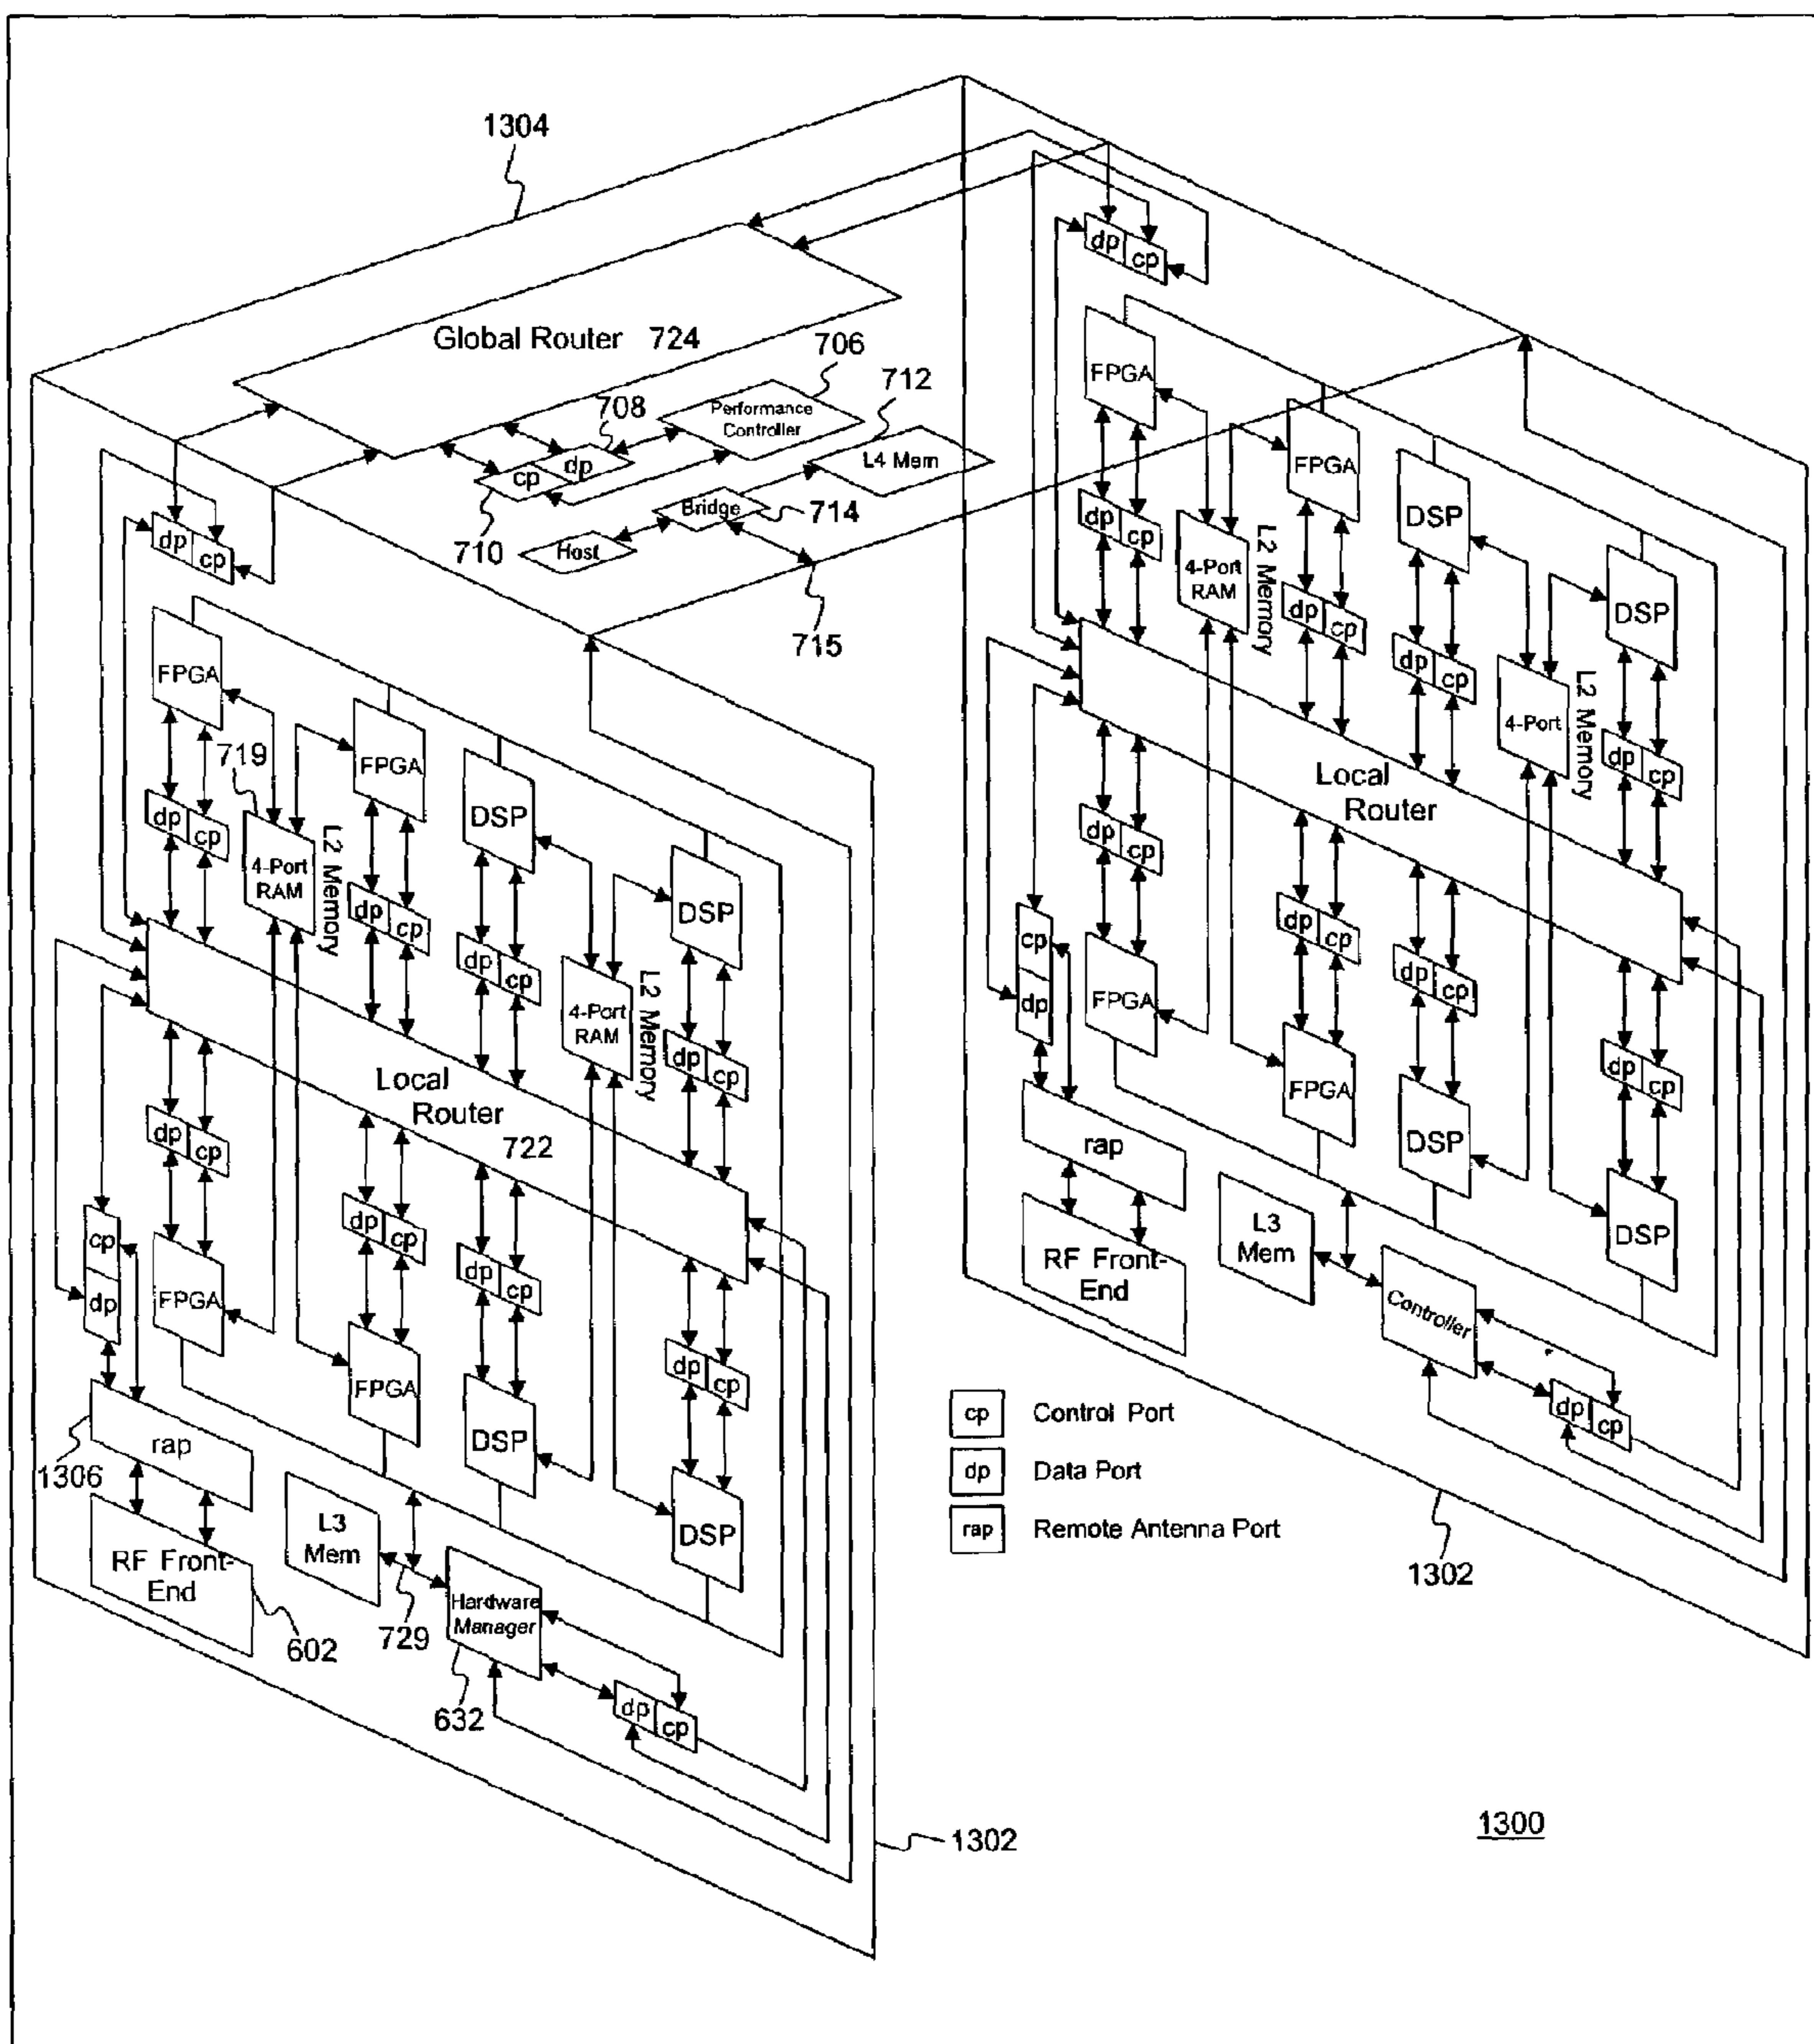 1304
dp cp
Global Router 724
706
712
708
Performance
Controller
cp dp
L4 Mem
Bridge
714
710
Host
715
dp cp
FPGA
719
dp cp
4-Port
RAM
L2 Memory
FPGA
dp cp
DSP
dp cp
4-Port
RAM
L2 Memory
DSP
dp cp
Local
Router
722
dp cp
dp cp
dp cp
dp cp
cp
dp
FPGA
FPGA
DSP
DSP
rap
1306
RF Front-
End
602
L3
Mem
729
Hardware
Manager
632
dp cp
1302
FPGA
dp cp
4-Port
RAM
L2 Memory
FPGA
dp cp
DSP
dp cp
4-Port
L2 Memory
DSP
dp cp
Local
Router
dp cp
dp cp
dp cp
dp cp
cp
dp
FPGA
FPGA
DSP
DSP
rap
RF Front-
End
L3
Mem
Controller
dp cp
1302
cp Control Port
dp Data Port
rap Remote Antenna Port
1300